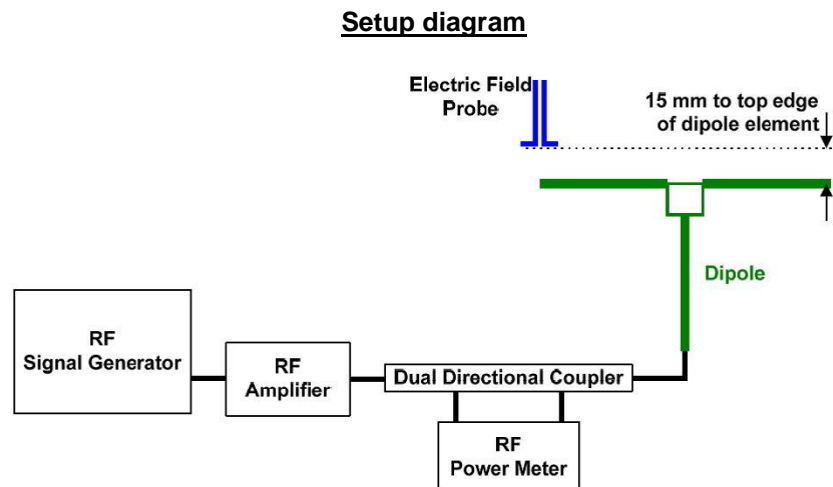 Setup diagram
Electric Field
Probe
15 mm to top edge
of dipole element
Dipole
RF
Signal Generator
RF
Amplifier
Dual Directional Coupler
RF
Power Meter